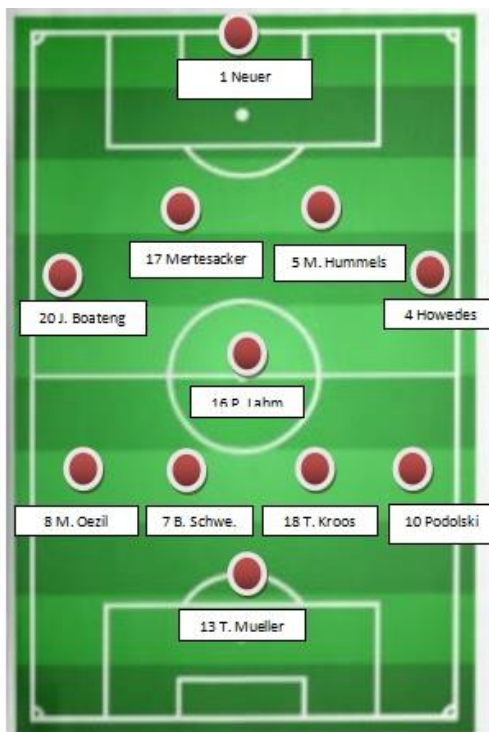 1 Neuer
17 Mertesacker
5 M. Hummels
20 J. Boateng
4 Howedes
16 P. Lahm
8 M. Oezil
7 B. Schwe.
18 T. Kroos
10 Podolski
13 T. Mueller